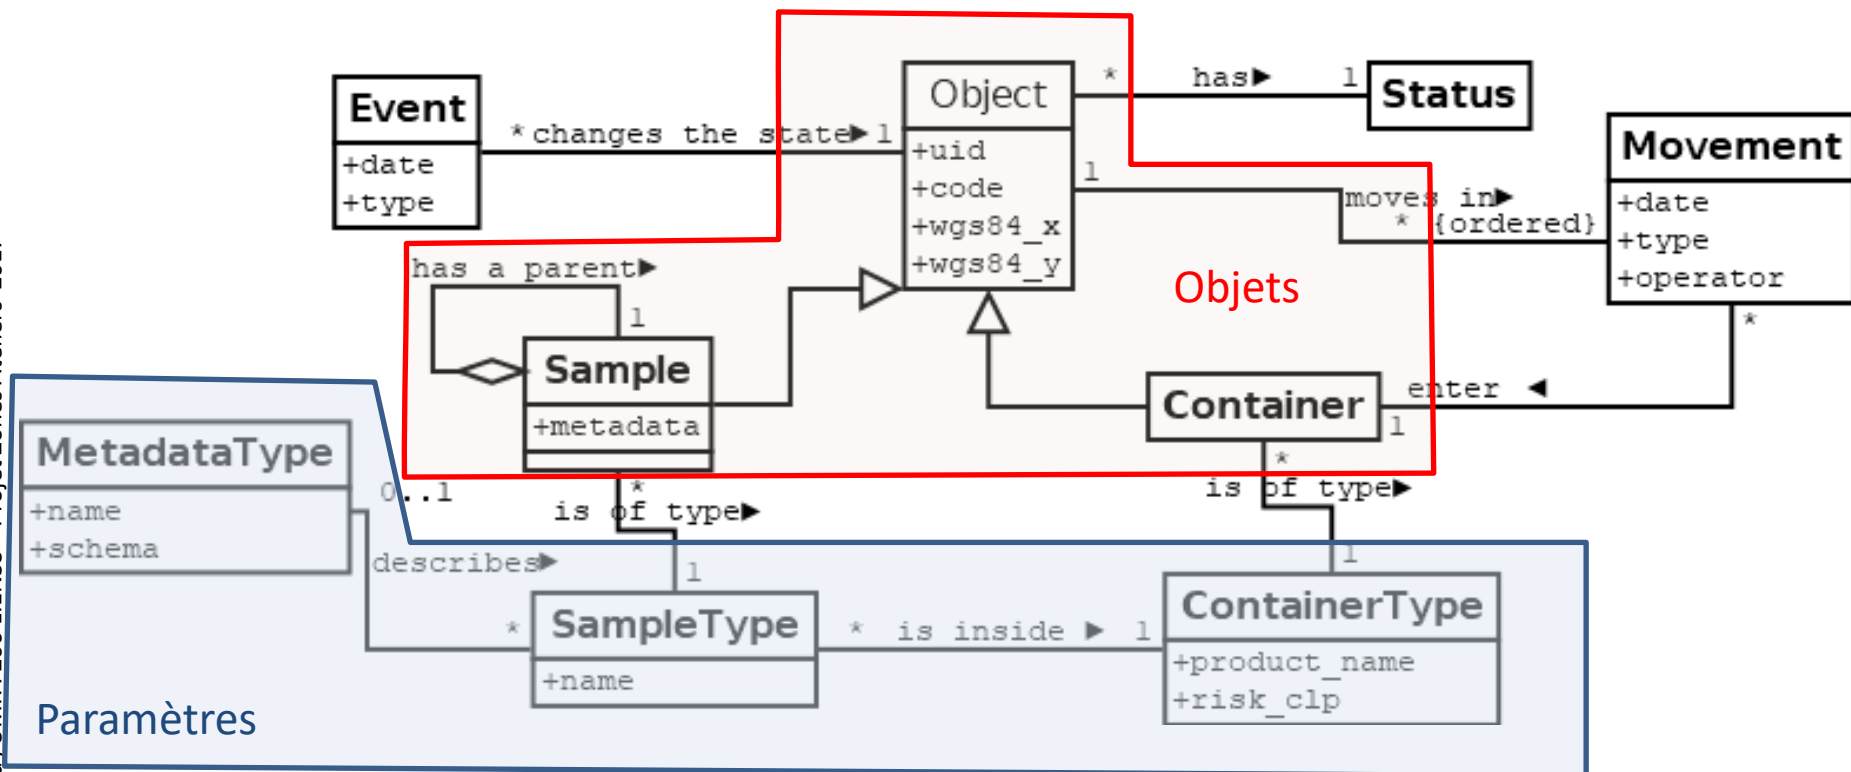 Object
+uid
+code
+wgs84_x
+wgs84_y
* has▶ 1
Status
Event
+date
+type
* changes the state▶ 1
Movement
+date
+type
+operator
1
moves in▶
* {ordered}
*
Objets
has a parent▶
1
Sample
+metadata
Container
enter ◀
1
MetadataType
+name
+schema
0..1
*
is of type▶
1
*
is of type▶
1
describes▶
*
SampleType
+name
* is inside ▶ 1
ContainerType
+product_name
+risk_clp
Paramètres